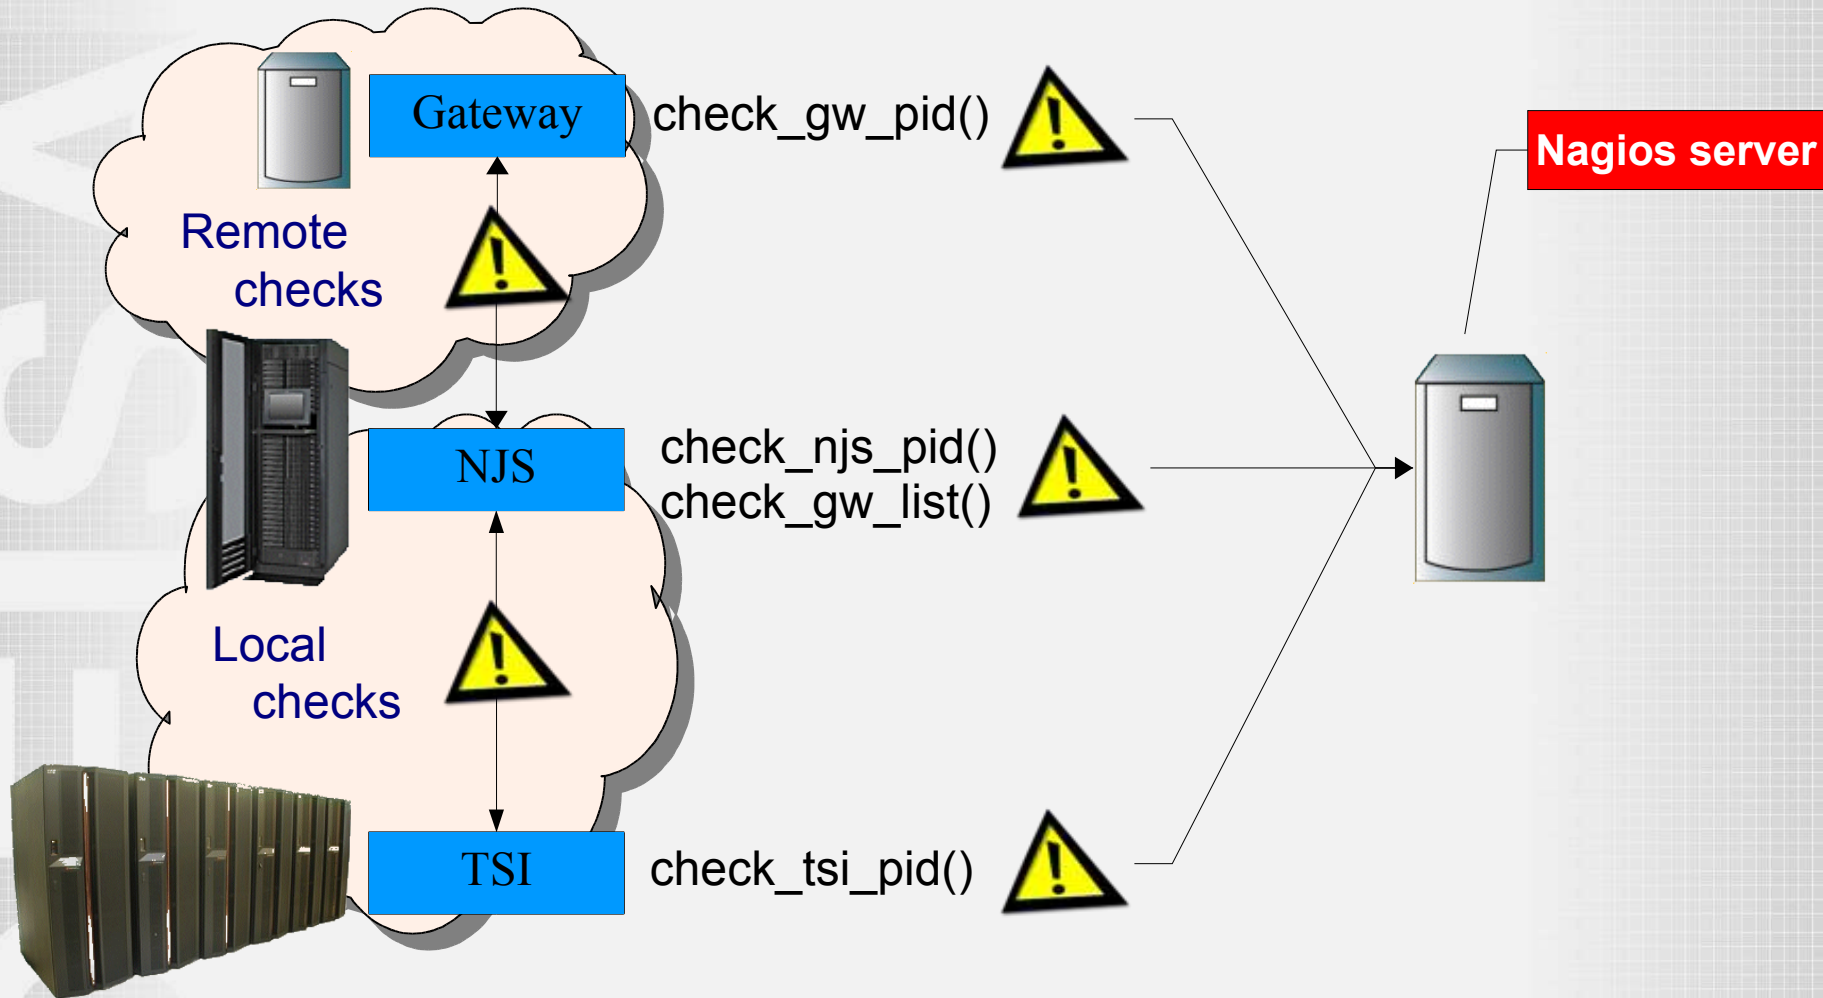 Gateway
check_gw_pid()
Nagios server
Remote
checks
NJS
check_njs_pid()
check_gw_list()
Local
checks
TSI
check_tsi_pid()